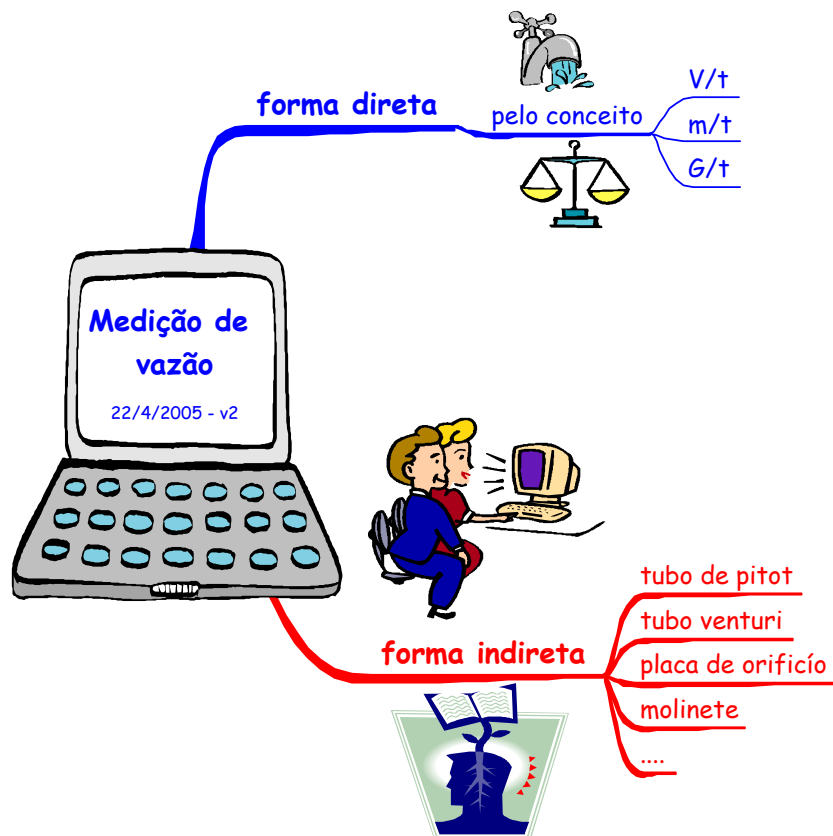 Medição de
vazão
22/4/2005 - v2
forma direta
pelo conceito
V/t
m/t
G/t
forma indireta
tubo de pitot
tubo venturi
placa de orifićio
molinete
....